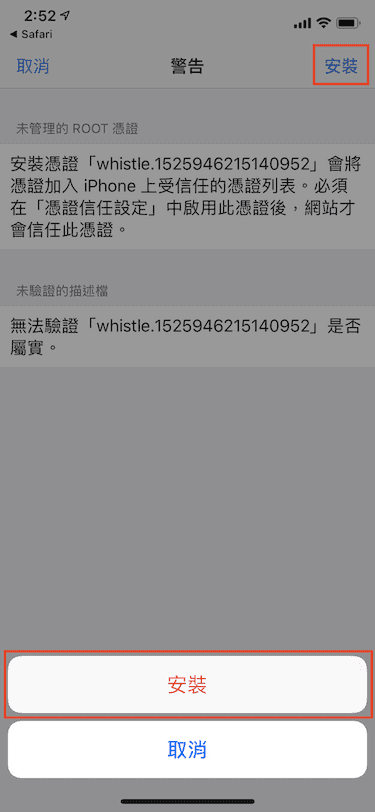 2:52
◀ Safari
取消
警告
安裝
未管理的 ROOT 憑證
安裝憑證「whistle.1525946215140952」會將
憑證加入 iPhone 上受信任的憑證列表。必須
在「憑證信任設定」中啟用此憑證後，網站才
會信任此憑證。
未驗證的描述檔
無法驗證「whistle.1525946215140952」是否
屬實。
安裝
取消